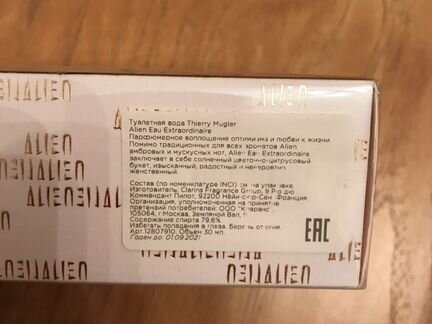 ALIEN
ALIEN
Туалетная вода Thierry Mugler
Alien Eau Extraordinaire
Парфюмерное воплощение оптимизма и любви к жизни.
Помимо традиционных для всех ароматов Alien
амбровых и мускусных нот, Alien Eau Extraordinaire
заключает в себе солнечный цветочно-цитрусовый
букет, изысканный, радостный и невероятно
женственный.
Состав (по номенклатуре INCI): см. на упаковке.
Изготовитель: Clarins Fragrance Group, 9 Рю дю
Коммандант Пилот, 92200 Нейи-сюр-Сен, Франция.
Организация, уполномоченная на принятие
претензий потребителей: ООО "Кларанс",
105064, г.Москва, Земляной Вал,
Содержание спирта 79,6%.
Избегать попадания в глаза. Беречь от огня.
Арт.12807910. Объем 30 мл.
Годен до: 01.09.2021
EAC